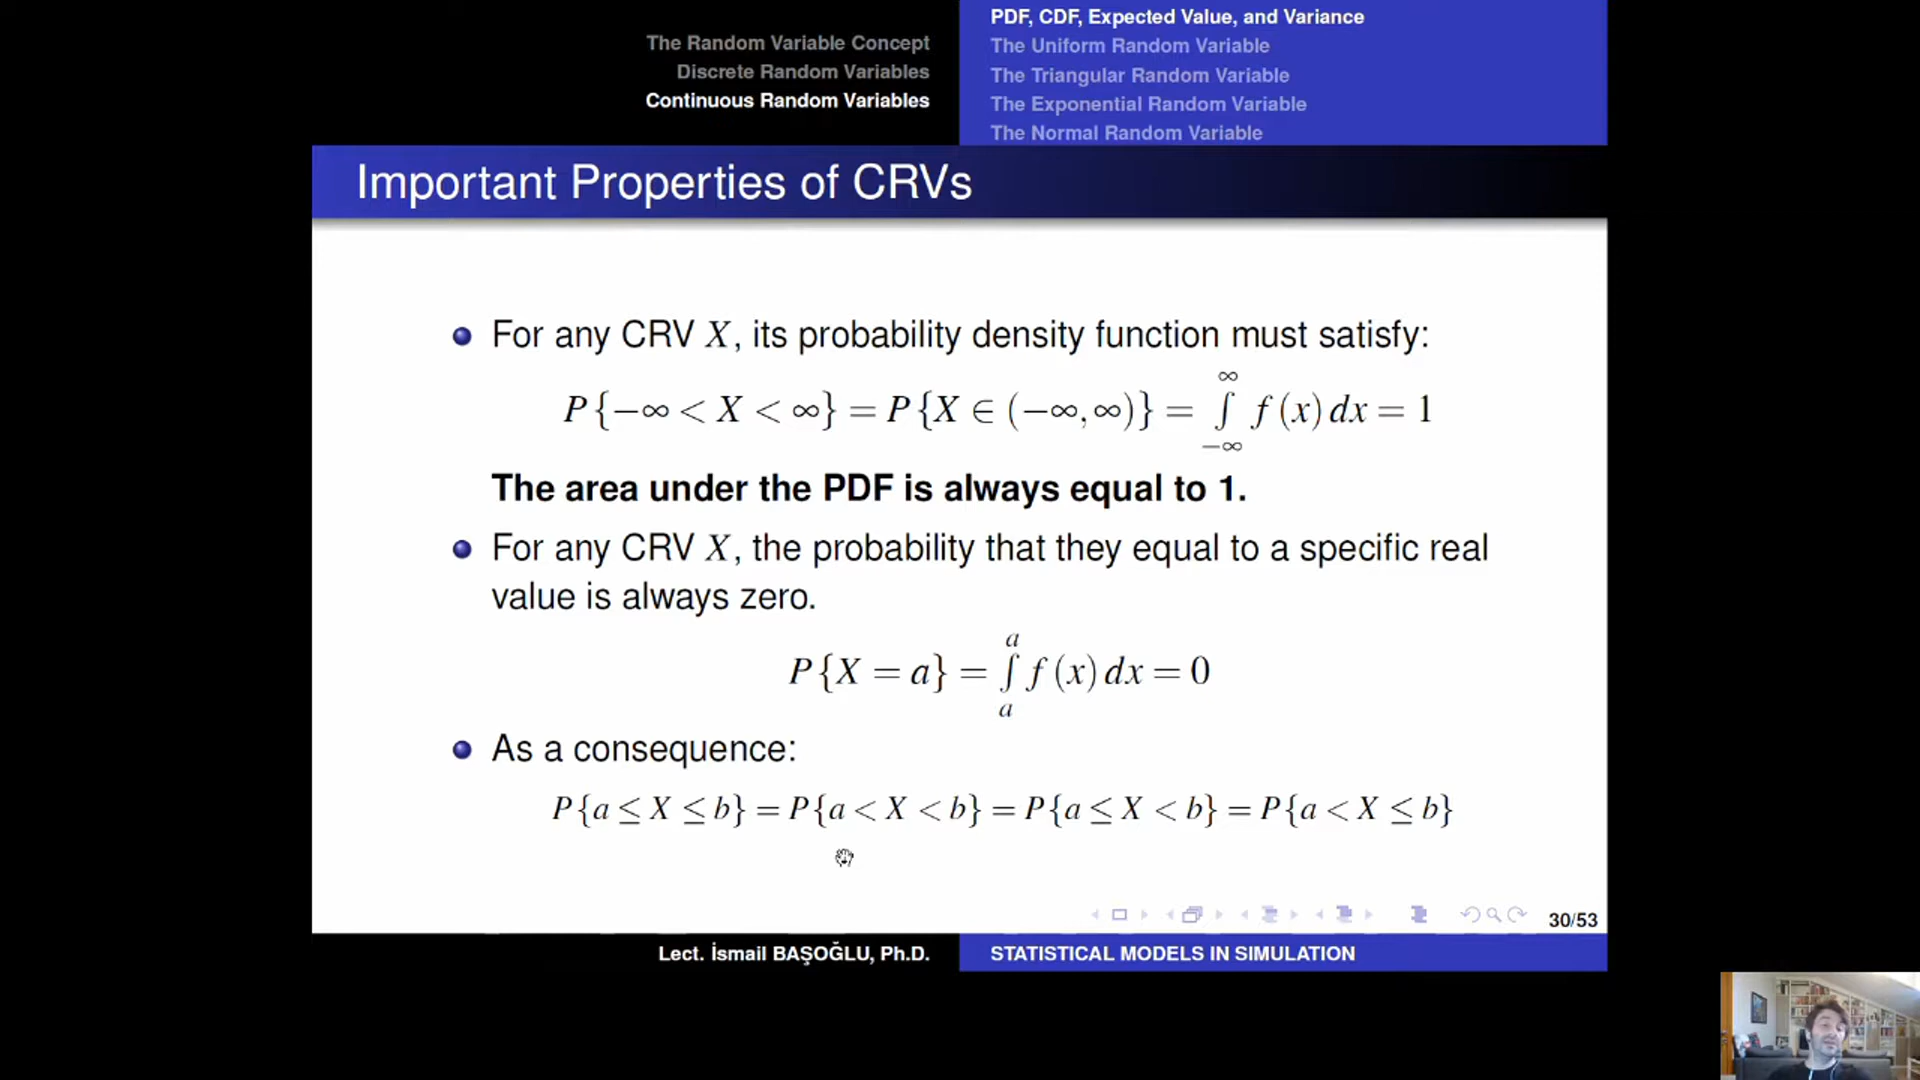 The Random Variable Concept
Discrete Random Variables
Continuous Random Variables
PDF, CDF, Expected Value, and Variance
The Uniform Random Variable
The Triangular Random Variable
The Exponential Random Variable
The Normal Random Variable
Important Properties of CRVs
For any CRV X, its probability density function must satisfy:
P{−∞ < X < ∞} = P{X ∈ (−∞, ∞)} = ∫_{−∞}^{∞} f(x) dx = 1
The area under the PDF is always equal to 1.
For any CRV X, the probability that they equal to a specific real
value is always zero.
P{X = a} = ∫_{a}^{a} f(x) dx = 0
As a consequence:
P{a ≤ X ≤ b} = P{a < X < b} = P{a ≤ X < b} = P{a < X ≤ b}
30/53
Lect. İsmail BAŞOĞLU, Ph.D.
STATISTICAL MODELS IN SIMULATION